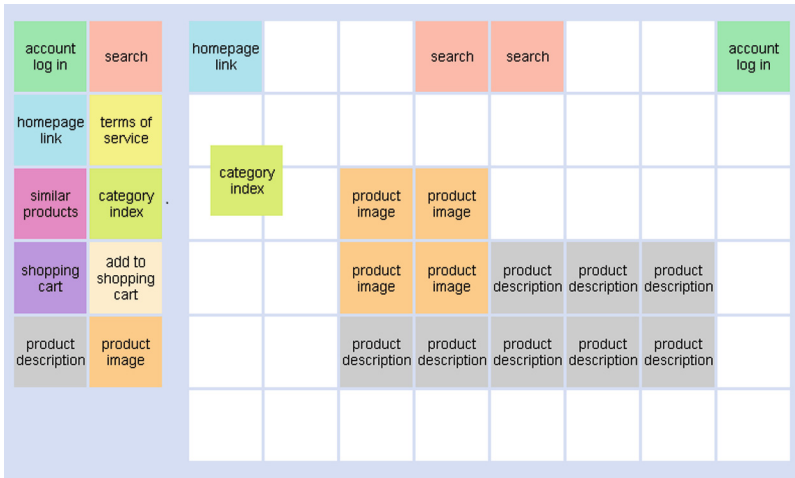 account
log in
search
homepage
link
terms of
service
similar
products
category
index
shopping
cart
add to
shopping
cart
product
description
product
image
homepage
link
search
search
account
log in
category
index
product
image
product
image
product
image
product
image
product
description
product
description
product
description
product
description
product
description
product
description
product
description
product
description